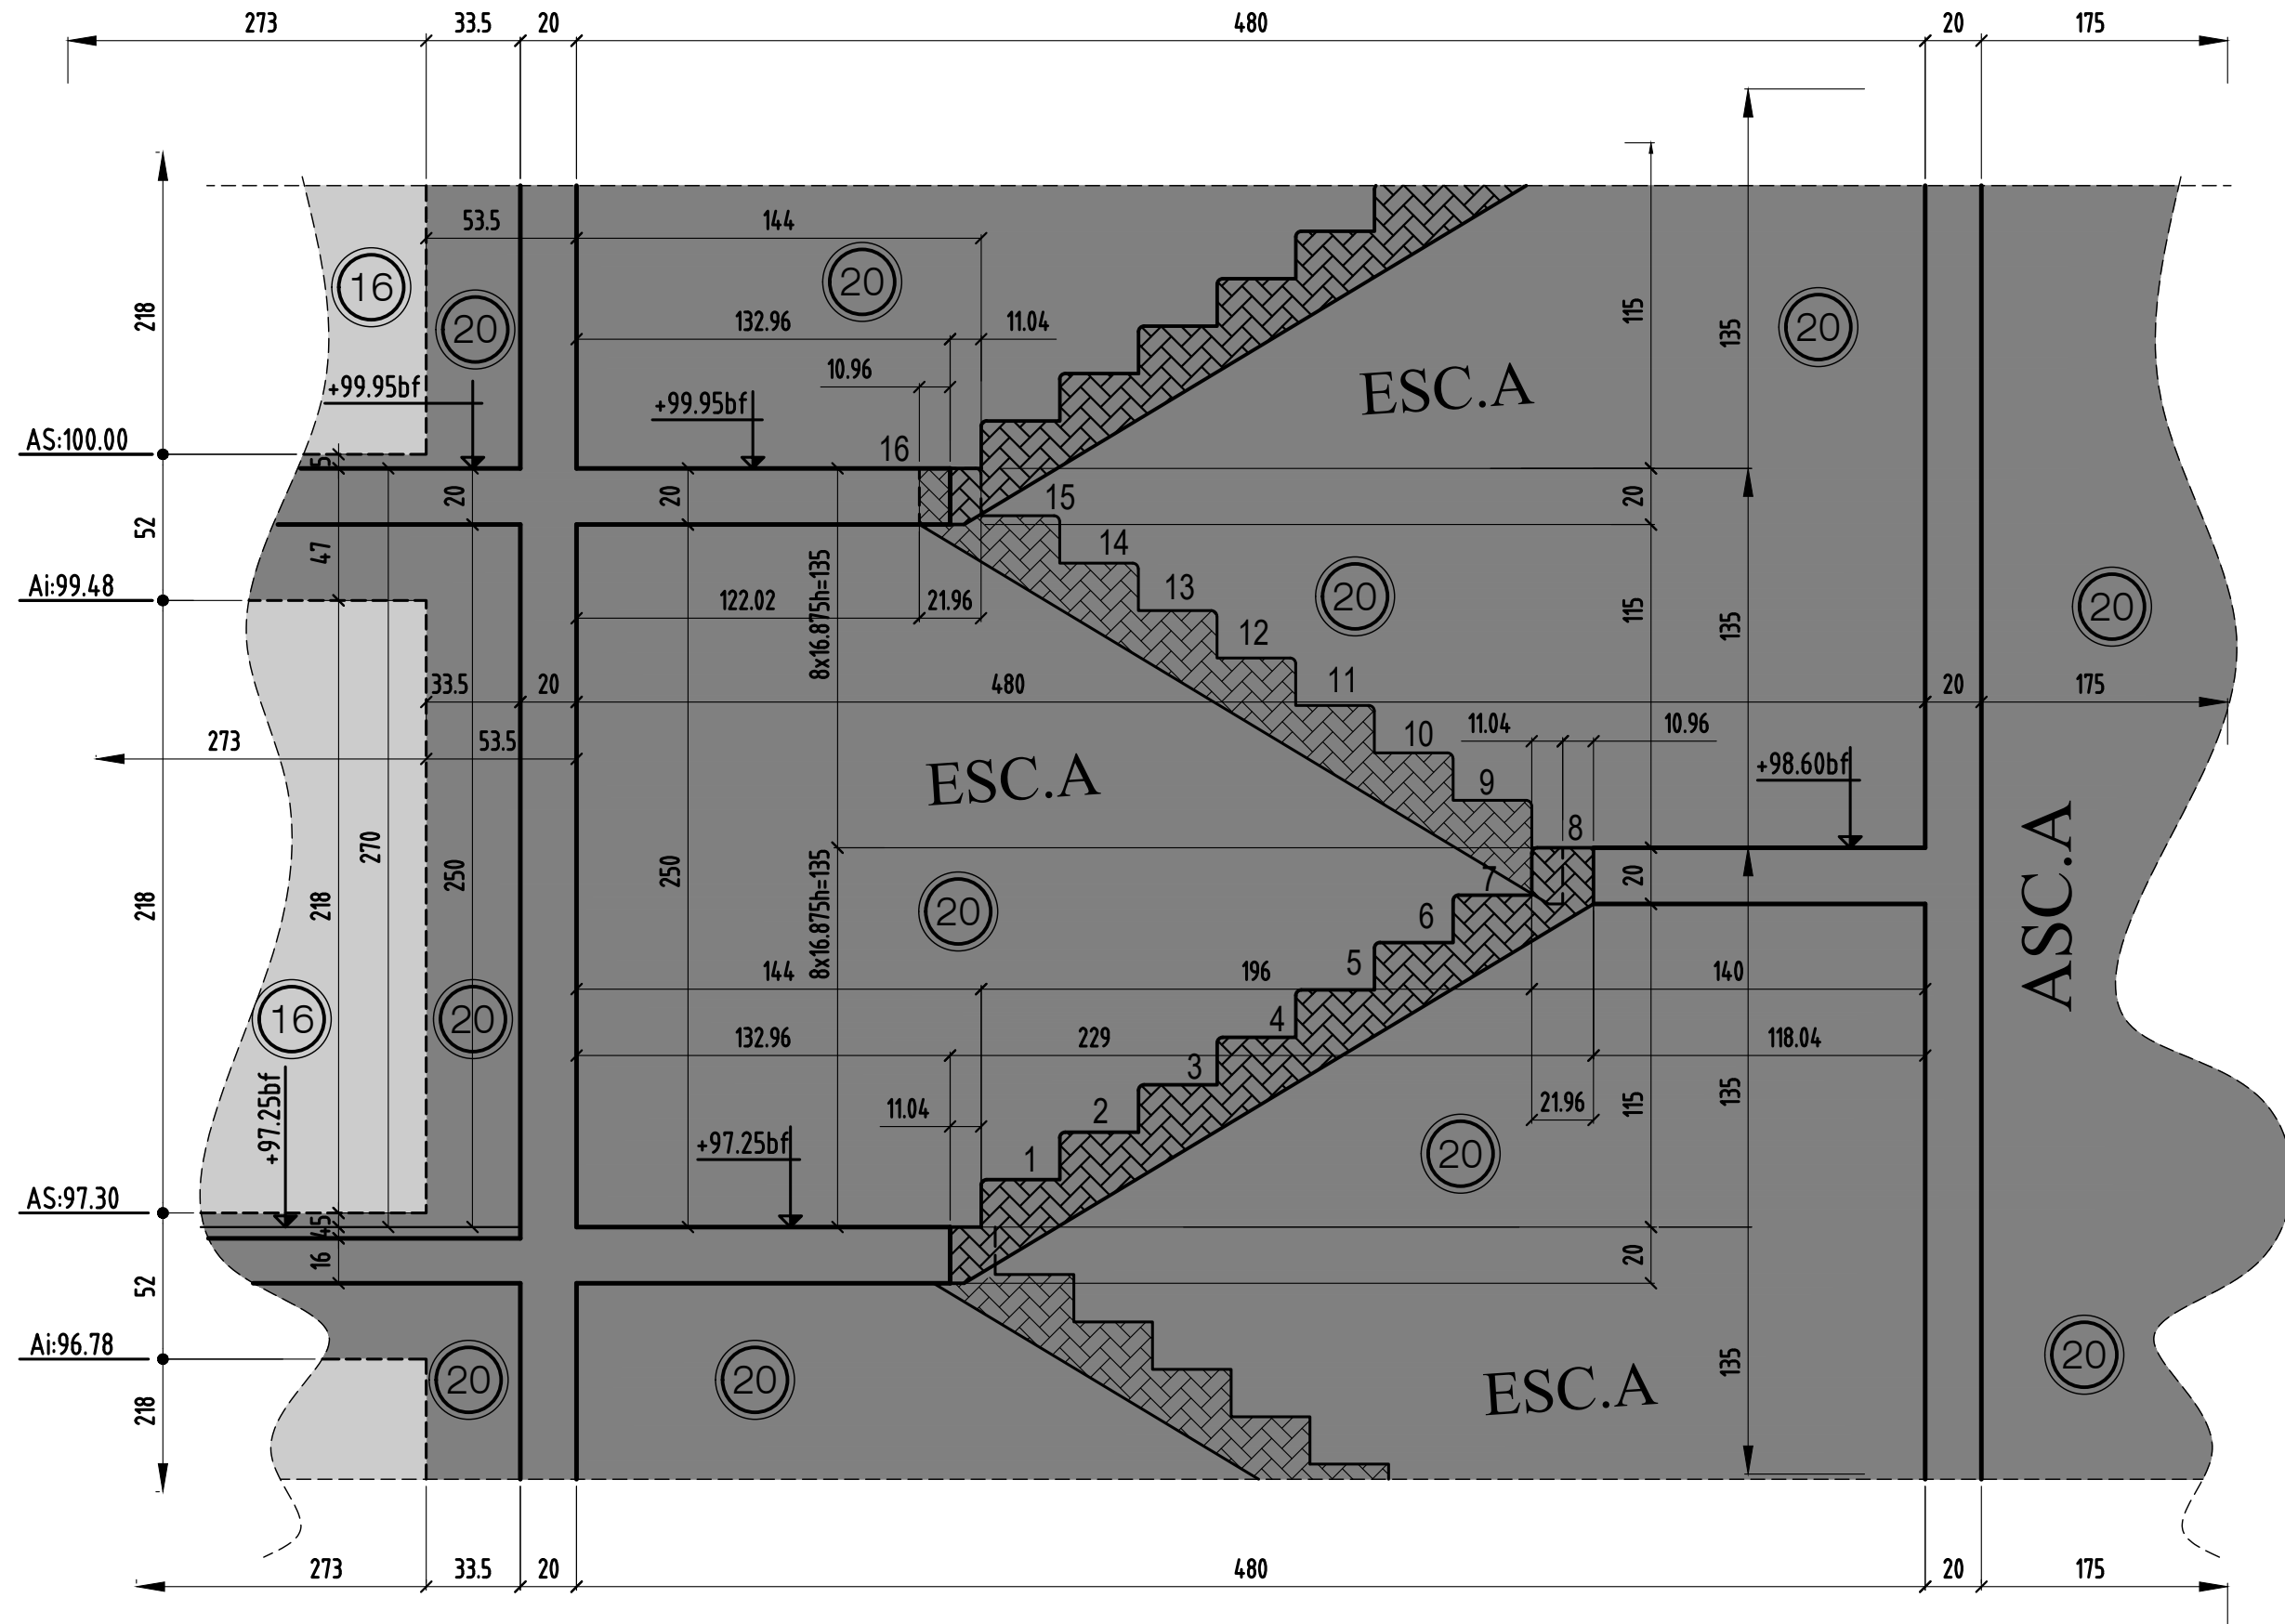 273 33.5 20 480 20 175
53.5 144
16 20 20 20
218 132.96 11.04 115 135
10.96
+99.95bf +99.95bf ESC.A
AS:100.00 16
5
20 20 15 20
52
47 14
Ai:99.48 13 20 20
122.02 21.96 8x16.875h=135 115 135
12
33.5 20 480 11 20 175
273 53.5 10 11.04 10.96
ESC.A 9 +98.60bf
8
270 7 20
218 218 250 250 20 8x16.875h=135 6 ASC.A
144 196 5 140
16 20 4
132.96 229 118.04
3
+97.25bf 11.04 2 21.96 115 135
+97.25bf 1 20
AS:97.30
45
16 20
52
Ai:96.78 20 20 135 20
218 ESC.A
273 33.5 20 480 20 175